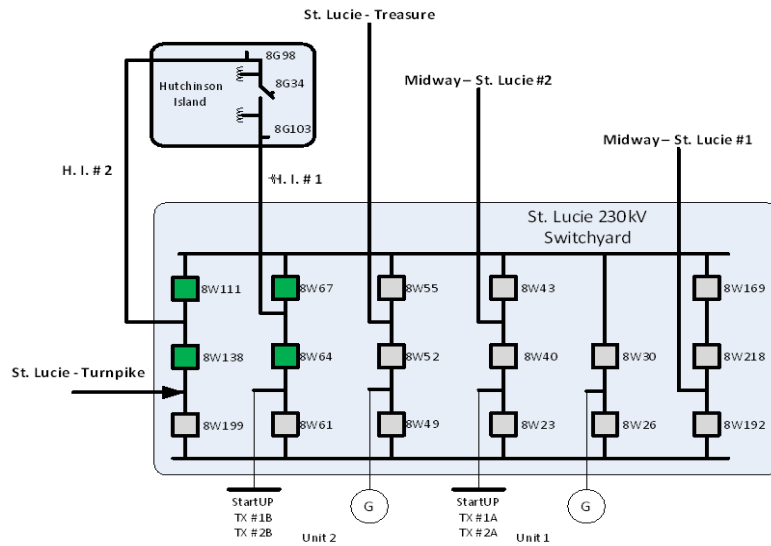 St. Lucie - Treasure
8G98
Hutchinson
Island
8G34
8G103
Midway – St. Lucie #2
Midway – St. Lucie #1
H. I. # 2
H. I. # 1
St. Lucie 230kV
Switchyard
8W111
8W67
8W55
8W43
8W169
8W138
8W64
8W52
8W40
8W30
8W218
St. Lucie - Turnpike
8W199
8W61
8W49
8W23
8W26
8W192
StartUP
TX #1B
TX #2B
G
Unit 2
StartUP
TX #1A
TX #2A
G
Unit 1